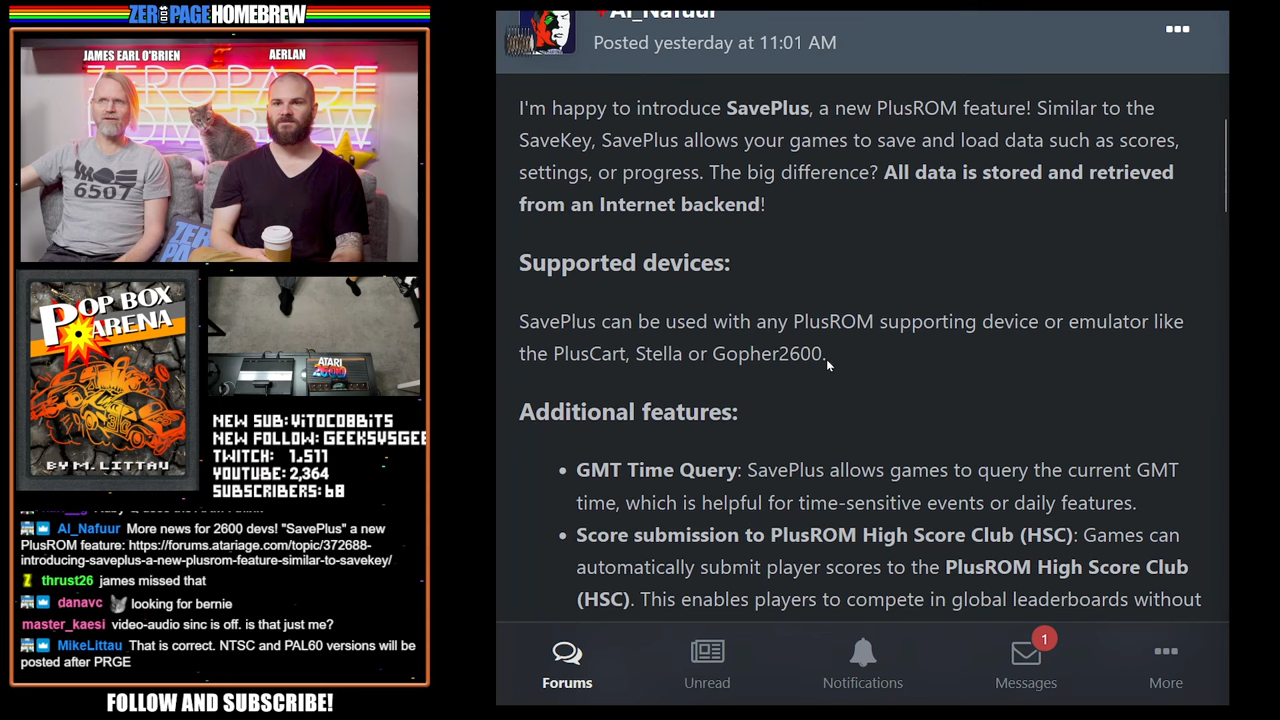 ZEROPAGE HOMEBREW
JAMES EARL O'BRIEN
AERLAN
ZEROPAGE
HOMEBREW
6507
ZERO
PAGE
POP BOX
ARENA
BY M. LITTAU
ATARI
2600
NEW SUB: VITOCO8BITS
NEW FOLLOW: GEEKSVSGEE
TWITCH: 1,511
YOUTUBE: 2,364
SUBSCRIBERS: 68
Al_Nafuur More news for 2600 devs! "SavePlus" a new
PlusROM feature: https://forums.atariage.com/topic/372688-
introducing-saveplus-a-new-plusrom-feature-similar-to-savekey/
thrust26 james missed that
danavc looking for bernie
master_kaesi video-audio sinc is off. is that just me?
MikeLittau That is correct. NTSC and PAL60 versions will be
posted after PRGE
FOLLOW AND SUBSCRIBE!
Al_Nafuur
Posted yesterday at 11:01 AM
I'm happy to introduce SavePlus, a new PlusROM feature! Similar to the
SaveKey, SavePlus allows your games to save and load data such as scores,
settings, or progress. The big difference? All data is stored and retrieved
from an Internet backend!
Supported devices:
SavePlus can be used with any PlusROM supporting device or emulator like
the PlusCart, Stella or Gopher2600.
Additional features:
• GMT Time Query: SavePlus allows games to query the current GMT
time, which is helpful for time-sensitive events or daily features.
• Score submission to PlusROM High Score Club (HSC): Games can
automatically submit player scores to the PlusROM High Score Club
(HSC). This enables players to compete in global leaderboards without
1
Forums
Unread
Notifications
Messages
More